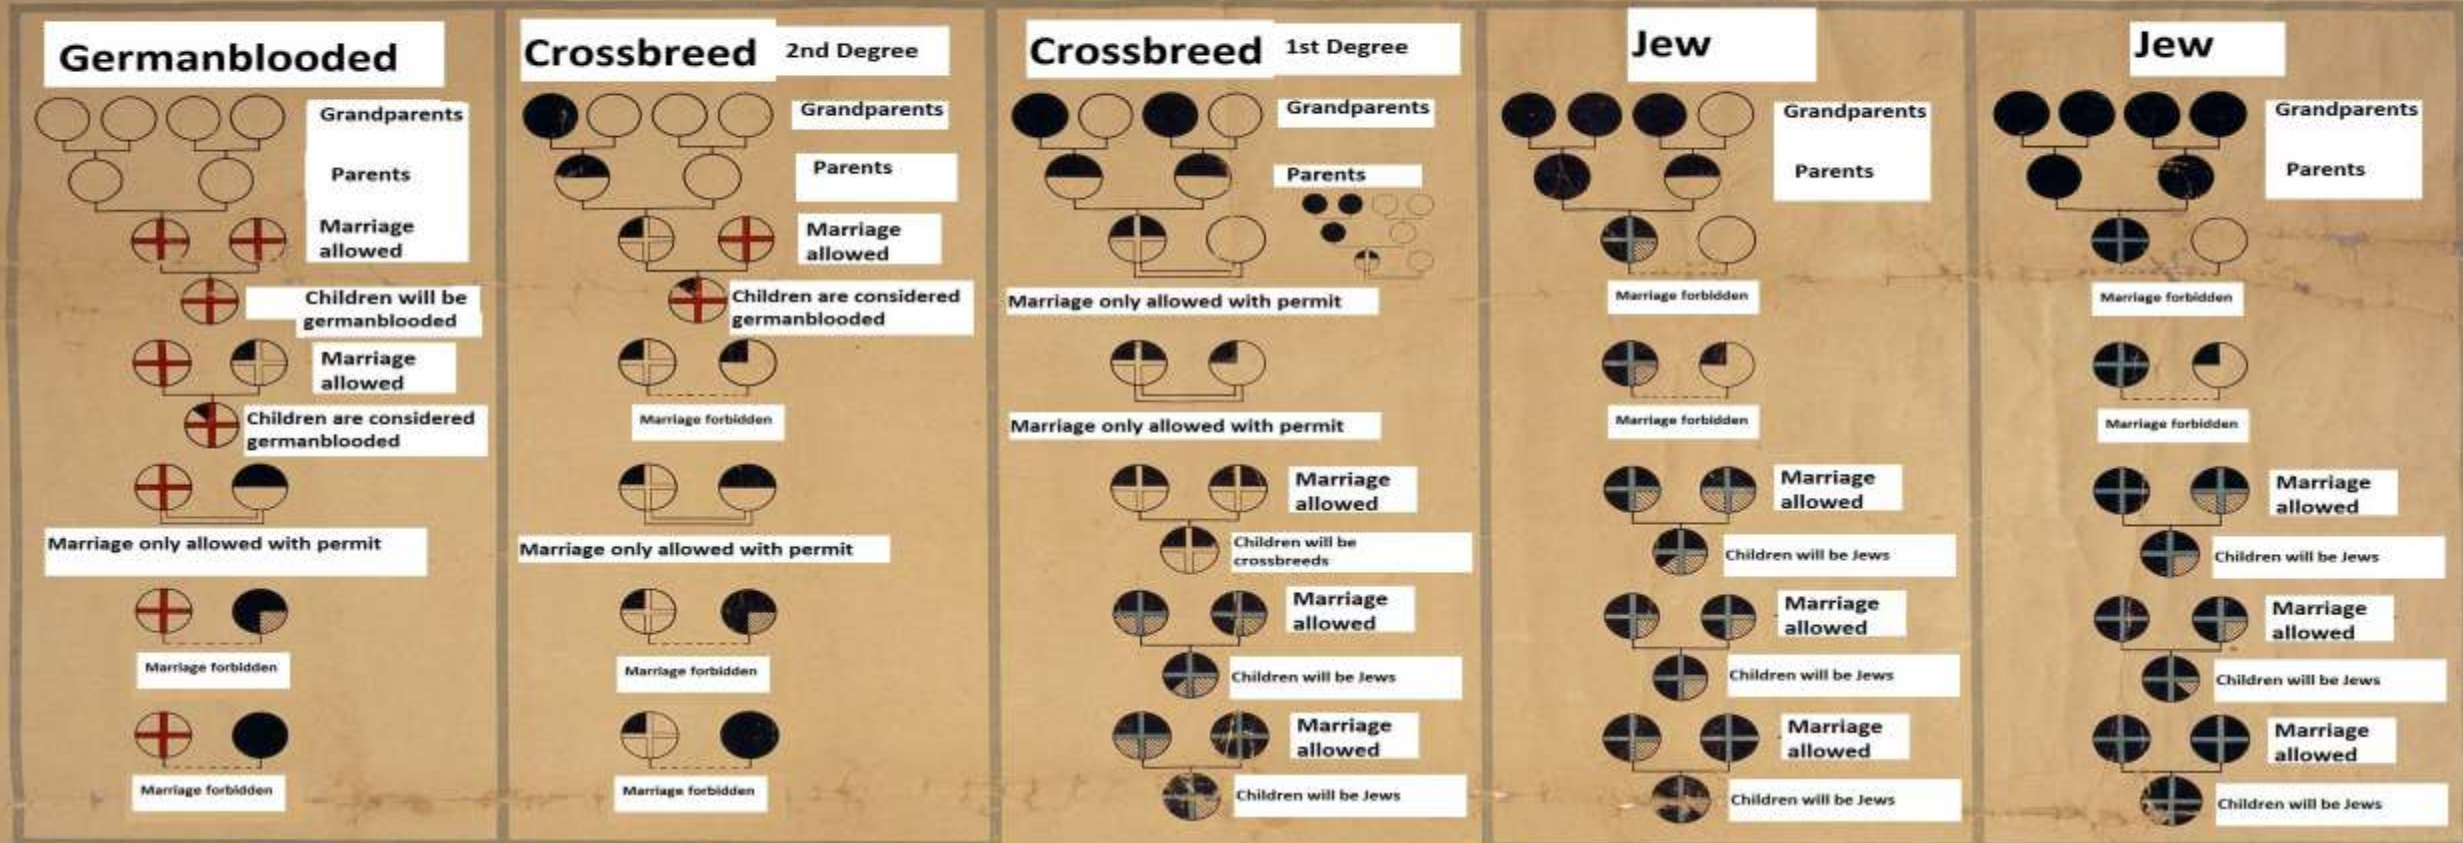 Germanblooded
Grandparents
Parents
Marriage
allowed
Children will be
germanblooded
Marriage
allowed
Children are considered
germanblooded
Marriage only allowed with permit
Marriage forbidden
Marriage forbidden
Crossbreed 2nd Degree
Grandparents
Parents
Marriage
allowed
Children are considered
germanblooded
Marriage forbidden
Marriage only allowed with permit
Marriage forbidden
Marriage forbidden
Crossbreed 1st Degree
Grandparents
Parents
Marriage only allowed with permit
Marriage only allowed with permit
Marriage
allowed
Children will be
crossbreeds
Marriage
allowed
Children will be Jews
Marriage
allowed
Children will be Jews
Jew
Grandparents
Parents
Marriage forbidden
Marriage forbidden
Marriage
allowed
Children will be Jews
Marriage
allowed
Children will be Jews
Marriage
allowed
Children will be Jews
Jew
Grandparents
Parents
Marriage forbidden
Marriage forbidden
Marriage
allowed
Children will be Jews
Marriage
allowed
Children will be Jews
Marriage
allowed
Children will be Jews